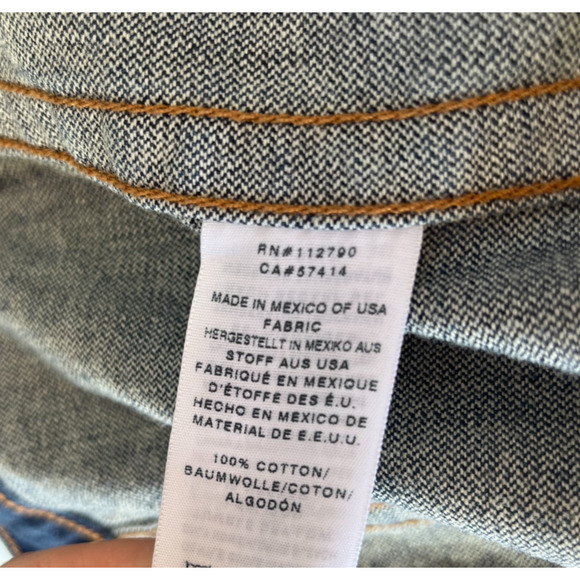 RN#112790
CA#57414
MADE IN MEXICO OF USA
FABRIC
HERGESTELLT IN MEXIKO AUS
STOFF AUS USA
FABRIQUÉ EN MEXIQUE
D'ÉTOFFE DES É.U.
HECHO EN MEXICO DE
MATERIAL DE E.E.U.U.
100% COTTON/
BAUMWOLLE/COTON/
ALGODÓN